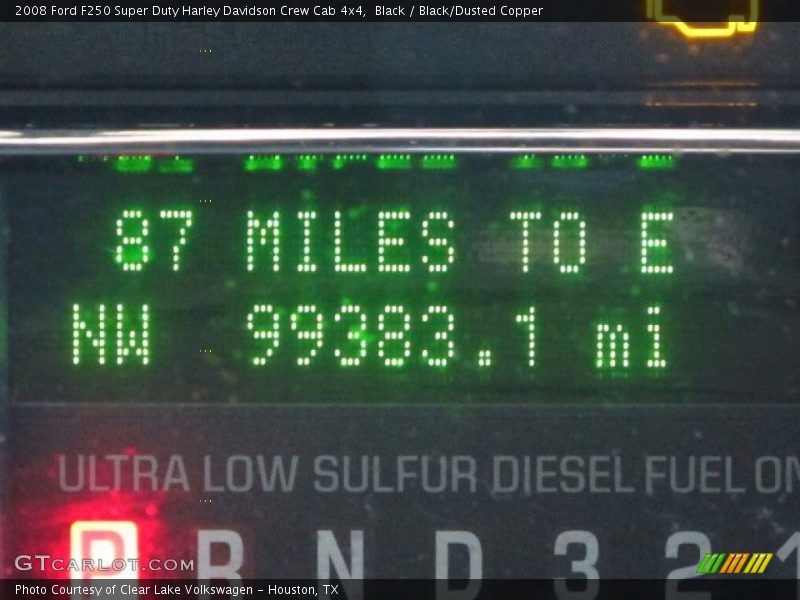 2008 Ford F250 Super Duty Harley Davidson Crew Cab 4x4,  Black / Black/Dusted Copper
87 MILES TO E
NW 99383.1 mi
ULTRA LOW SULFUR DIESEL FUEL ON
P R N D 3 2 1
GTCARLOT.COM
Photo Courtesy of Clear Lake Volkswagen - Houston, TX